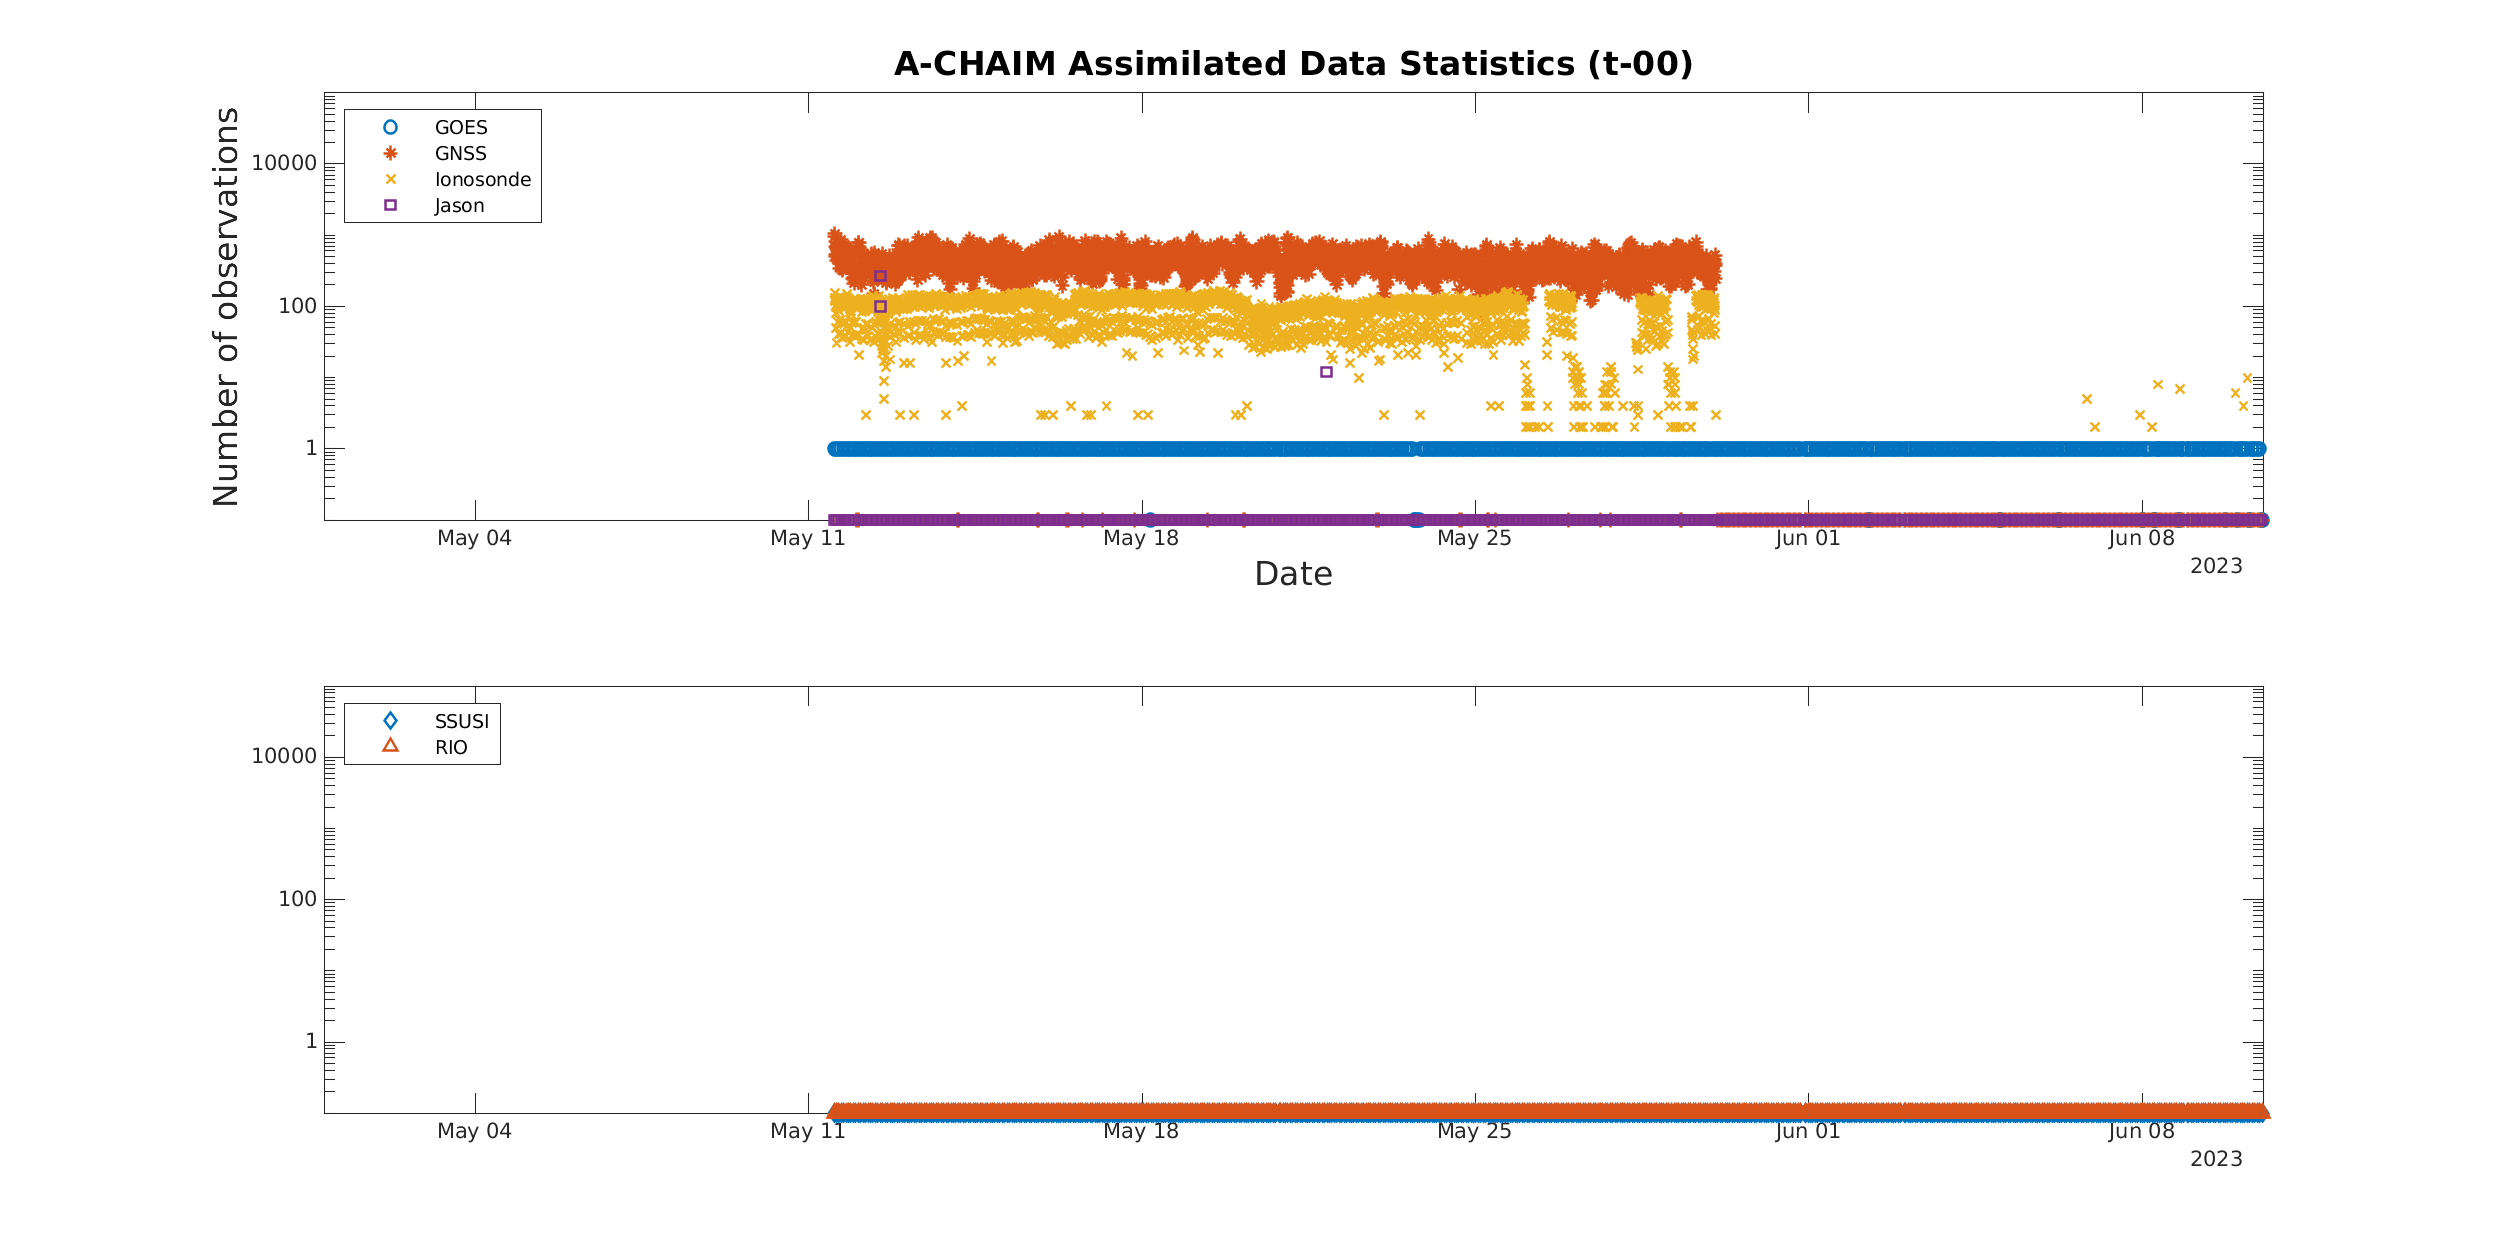 A-CHAIM Assimilated Data Statistics (t-00)
Number of observations
10000
100
1
GOES
GNSS
Ionosonde
Jason
May 04
May 11
May 18
May 25
Jun 01
Jun 08
2023
Date
10000
100
1
SSUSI
RIO
May 04
May 11
May 18
May 25
Jun 01
Jun 08
2023